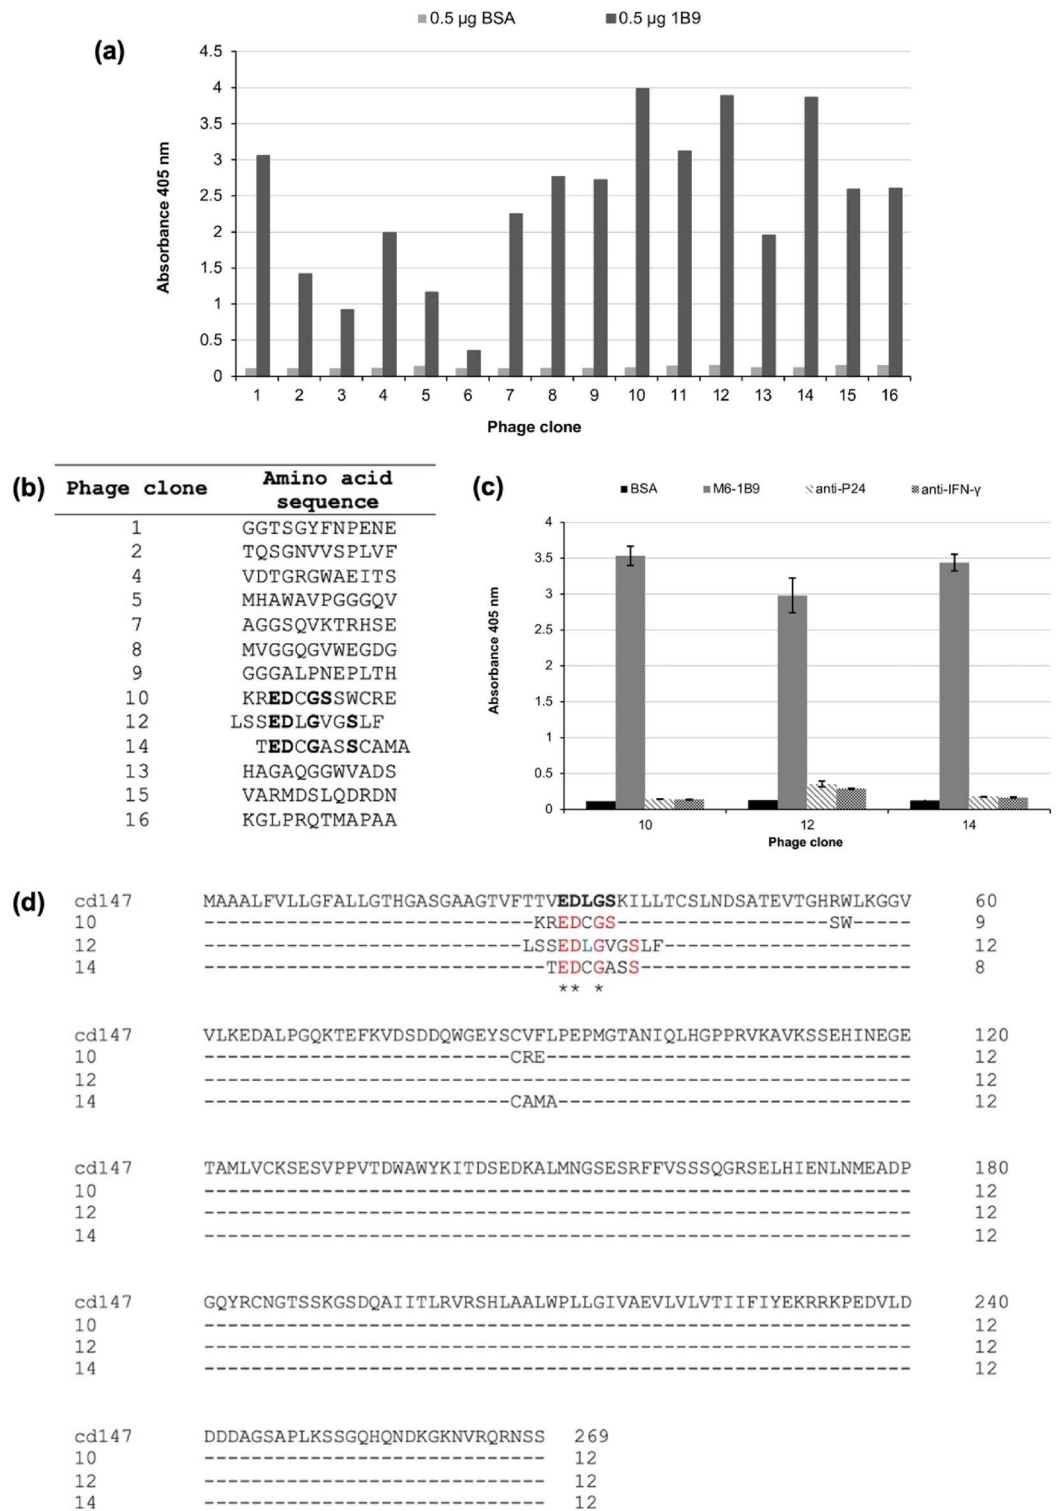 0.5 µg BSA 0.5 µg 1B9
(a)
Absorbance 405 nm
4.5
4
3.5
3
2.5
2
1.5
1
0.5
0
1 2 3 4 5 6 7 8 9 10 11 12 13 14 15 16
Phage clone
(b)
Phage clone Amino acid
sequence
1 GGTSGYFNPENE
2 TQSGNVVSPLVF
4 VDTGRGWAEITS
5 MHAWAVPGGGQV
7 AGGSQVKTRHSE
8 MVGGQGVWEGDG
9 GGGALPNEPLTH
10 KREDCGSSWCRE
12 LSSEDLGVGSLF
14 TEDCGASSCAMA
13 HAGAQGGWVADS
15 VARMDSLQDRDN
16 KGLPRQTMAPAA
(c)
BSA M6-1B9 anti-P24 anti-IFN-γ
Absorbance 405 nm
4
3.5
3
2.5
2
1.5
1
0.5
0
10 12 14
Phage clone
(d)
cd147 MAAALFVLLGFALLGTHGASGAAGTVFTTVEDLGSKILLTCSLNDSATEVTGHRWLKGGV 60
10 ----------------------------KREDCGS------------------SW----- 9
12 ---------------------------LSSEDLGVGSLF--------------------- 12
14 -----------------------------TEDCGASS----------------------- 8
** *
cd147 VLKEDALPGQKTEFKVDSDDQWGEYSCVFLPEPMGTANIQLHGPPRVKAVKSSEHINEGE 120
10 --------------------------CRE------------------------------- 12
12 ------------------------------------------------------------ 12
14 --------------------------CAMA------------------------------ 12
cd147 TAMLVCKSESVPPVTDWAWYKITDSEDKALMNGSESRFFVSSSQGRSELHIENLNMEADP 180
10 ------------------------------------------------------------ 12
12 ------------------------------------------------------------ 12
14 ------------------------------------------------------------ 12
cd147 GQYRCNGTSSKGSDQAIITLRVRSHLAALWPLLGIVAEVLVLVTIIFIYEKRRKPEDVLD 240
10 ------------------------------------------------------------ 12
12 ------------------------------------------------------------ 12
14 ------------------------------------------------------------ 12
cd147 DDDAGSAPLKSSGQHQNDKGKNVRQRNSS 269
10 ----------------------------- 12
12 ----------------------------- 12
14 ----------------------------- 12